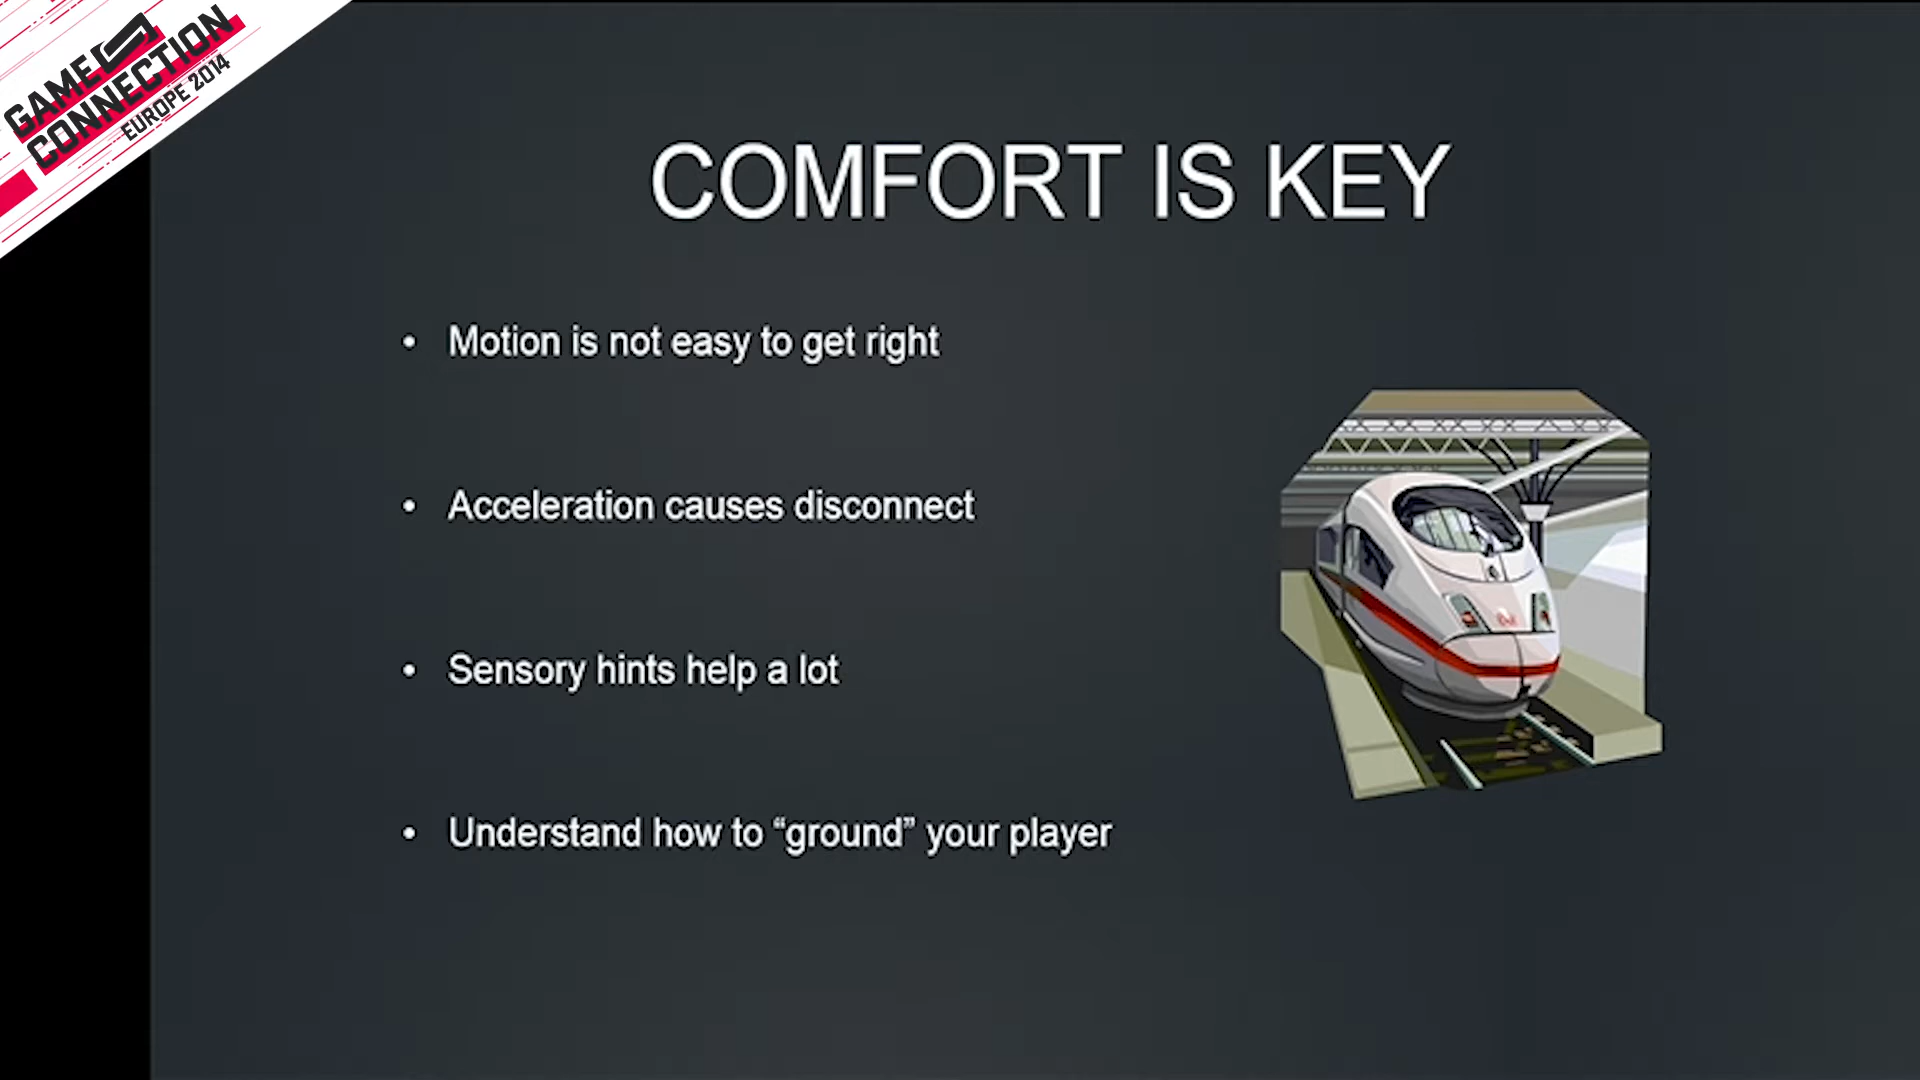 GAME
CONNECTION
EUROPE 2014
COMFORT IS KEY
• Motion is not easy to get right
• Acceleration causes disconnect
• Sensory hints help a lot
• Understand how to “ground” your player